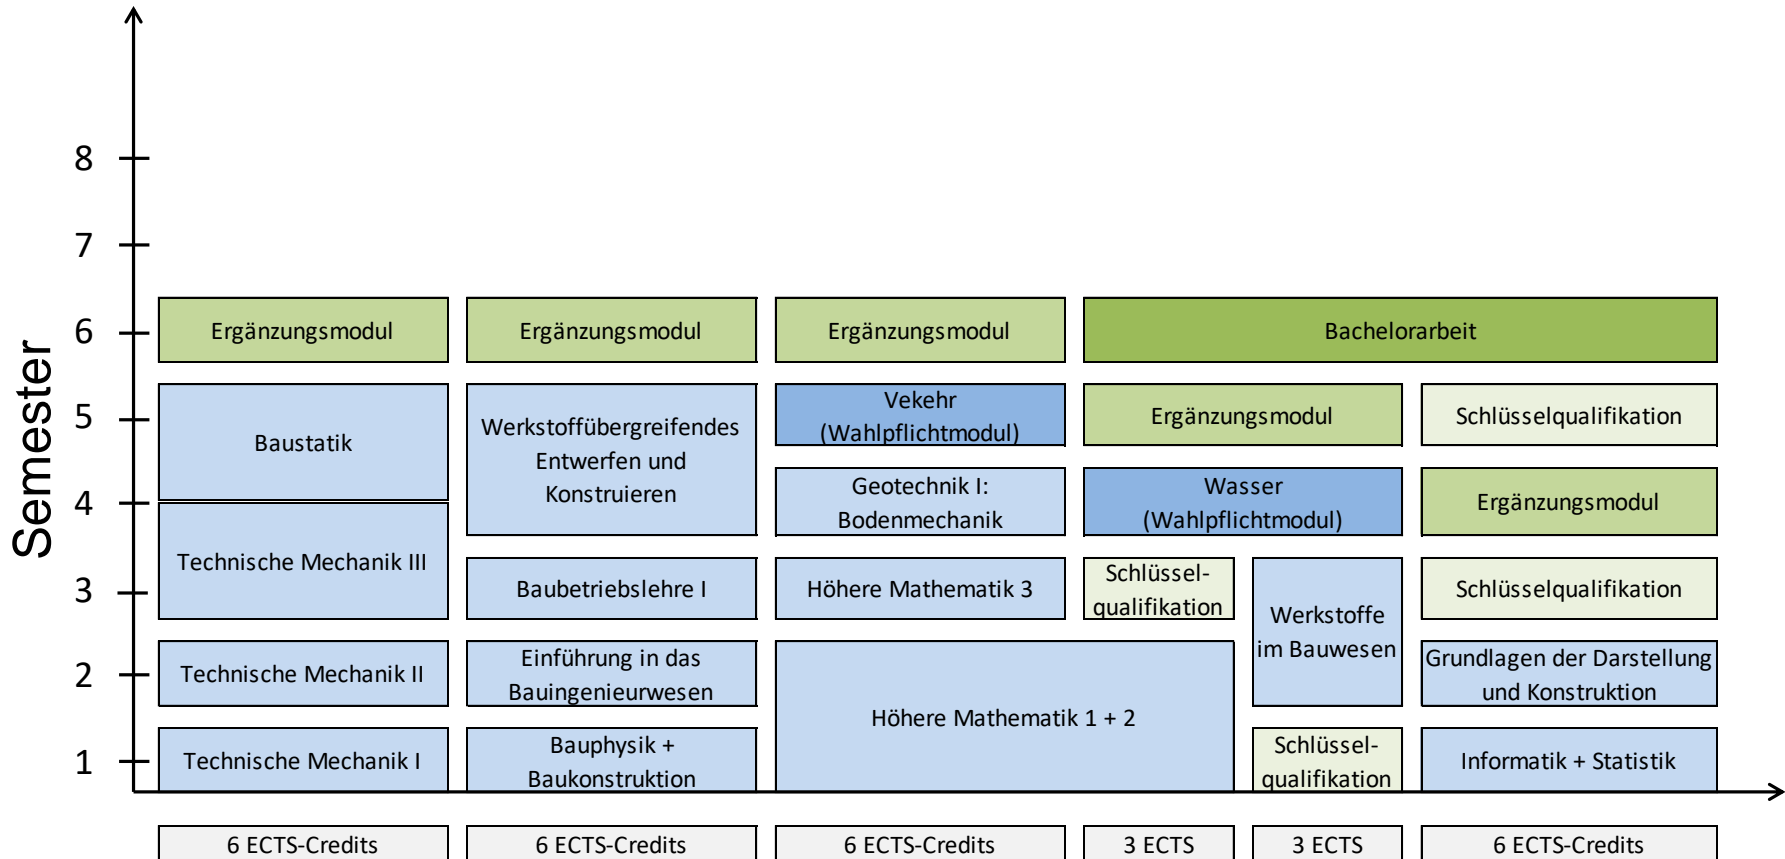 Semester
8
7
6
Ergänzungsmodul
Ergänzungsmodul
Ergänzungsmodul
Bachelorarbeit
5
Baustatik
Werkstoffübergreifendes
Entwerfen und
Konstruieren
Vekehr
(Wahlpflichtmodul)
Ergänzungsmodul
Schlüsselqualifikation
4
Technische Mechanik III
Geotechnik I:
Bodenmechanik
Wasser
(Wahlpflichtmodul)
Ergänzungsmodul
3
Baubetriebslehre I
Höhere Mathematik 3
Schlüssel-
qualifikation
Werkstoffe
im Bauwesen
Schlüsselqualifikation
2
Technische Mechanik II
Einführung in das
Bauingenieurwesen
Höhere Mathematik 1 + 2
Grundlagen der Darstellung
und Konstruktion
1
Technische Mechanik I
Bauphysik +
Baukonstruktion
Schlüssel-
qualifikation
Informatik + Statistik
6 ECTS-Credits
6 ECTS-Credits
6 ECTS-Credits
3 ECTS
3 ECTS
6 ECTS-Credits